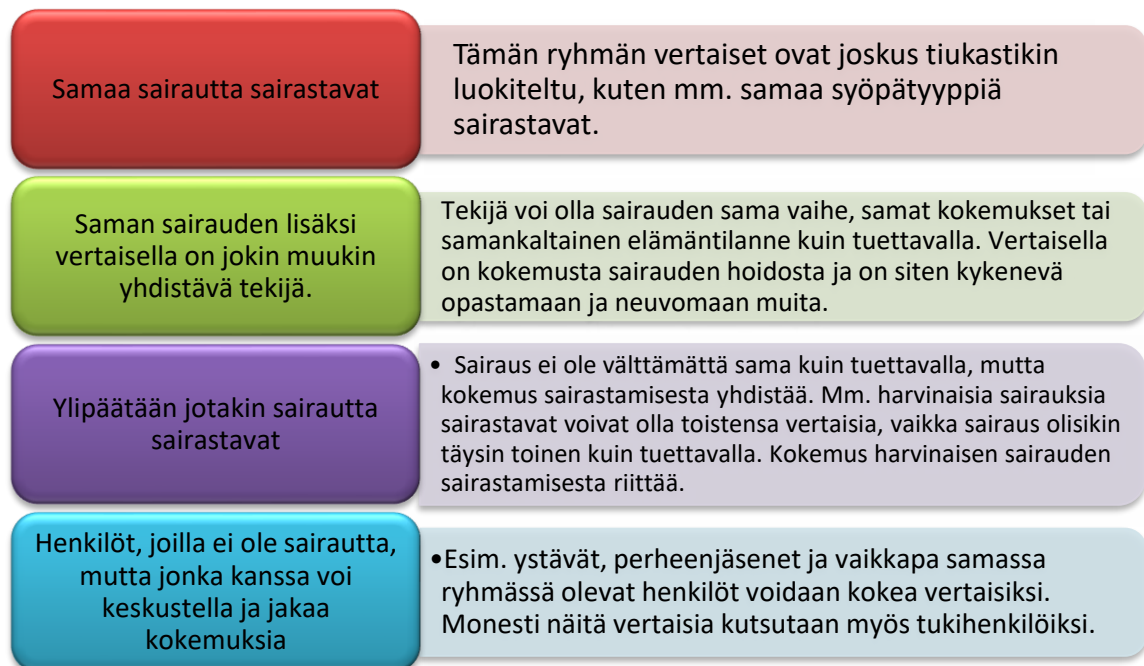 Samaa sairautta sairastavat
Tämän ryhmän vertaiset ovat joskus tiukastikin
luokiteltu, kuten mm. samaa syöpätyyppiä
sairastavat.
Saman sairauden lisäksi
vertaisella on jokin muukin
yhdistävä tekijä.
Tekijä voi olla sairauden sama vaihe, samat kokemukset tai
samankaltainen elämäntilanne kuin tuettavalla. Vertaisella
on kokemusta sairauden hoidosta ja on siten kykenevä
opastamaan ja neuvomaan muita.
Ylipäätään jotakin sairautta
sairastavat
• Sairaus ei ole välttämättä sama kuin tuettavalla, mutta
kokemus sairastamisesta yhdistää. Mm. harvinaisia sairauksia
sairastavat voivat olla toistensa vertaisia, vaikka sairaus olisikin
täysin toinen kuin tuettavalla. Kokemus harvinaisen sairauden
sairastamisesta riittää.
Henkilöt, joilla ei ole sairautta,
mutta jonka kanssa voi
keskustella ja jakaa
kokemuksia
•Esim. ystävät, perheenjäsenet ja vaikkapa samassa
ryhmässä olevat henkilöt voidaan kokea vertaisiksi.
Monesti näitä vertaisia kutsutaan myös tukihenkilöiksi.